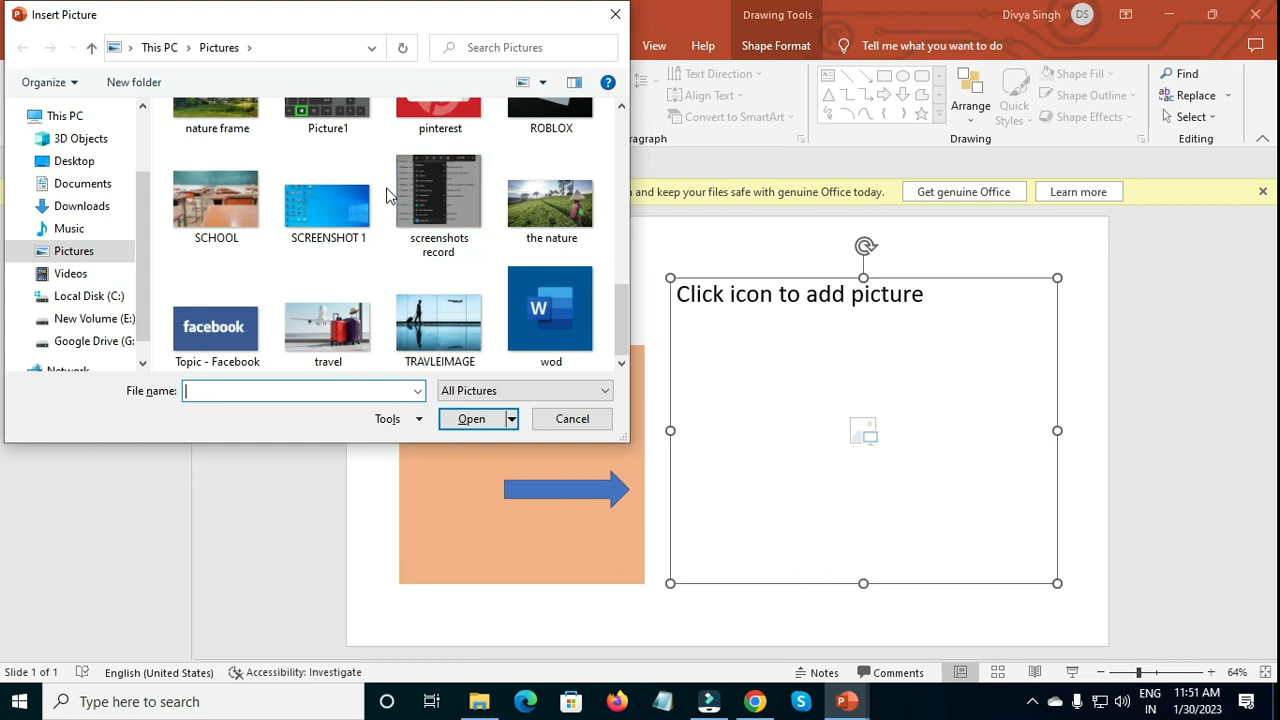 Insert Picture
Drawing Tools
Divya Singh
DS
This PC
Pictures
Search Pictures
View
Help
Shape Format
Tell me what you want to do
Organize
New folder
Text Direction
Align Text
Convert to SmartArt
Arrange
Quick
Styles
Shape Fill
Shape Outline
Shape Effects
Find
Replace
Select
ragraph
Drawing
Editing
This PC
3D Objects
Desktop
Documents
Downloads
Music
Pictures
Videos
Local Disk (C:)
New Volume (E:)
Google Drive (G:
Network
nature frame
Picture1
pinterest
ROBLOX
SCHOOL
SCREENSHOT 1
screenshots
record
the nature
facebook
W
Topic - Facebook
travel
TRAVLEIMAGE
wod
and keep your files safe with genuine Office today.
Get genuine Office
Learn more
File name:
All Pictures
Tools
Open
Cancel
Click icon to add picture
Slide 1 of 1
English (United States)
Accessibility: Investigate
Notes
Comments
64%
Type here to search
ENG
IN
11:51 AM
1/30/2023